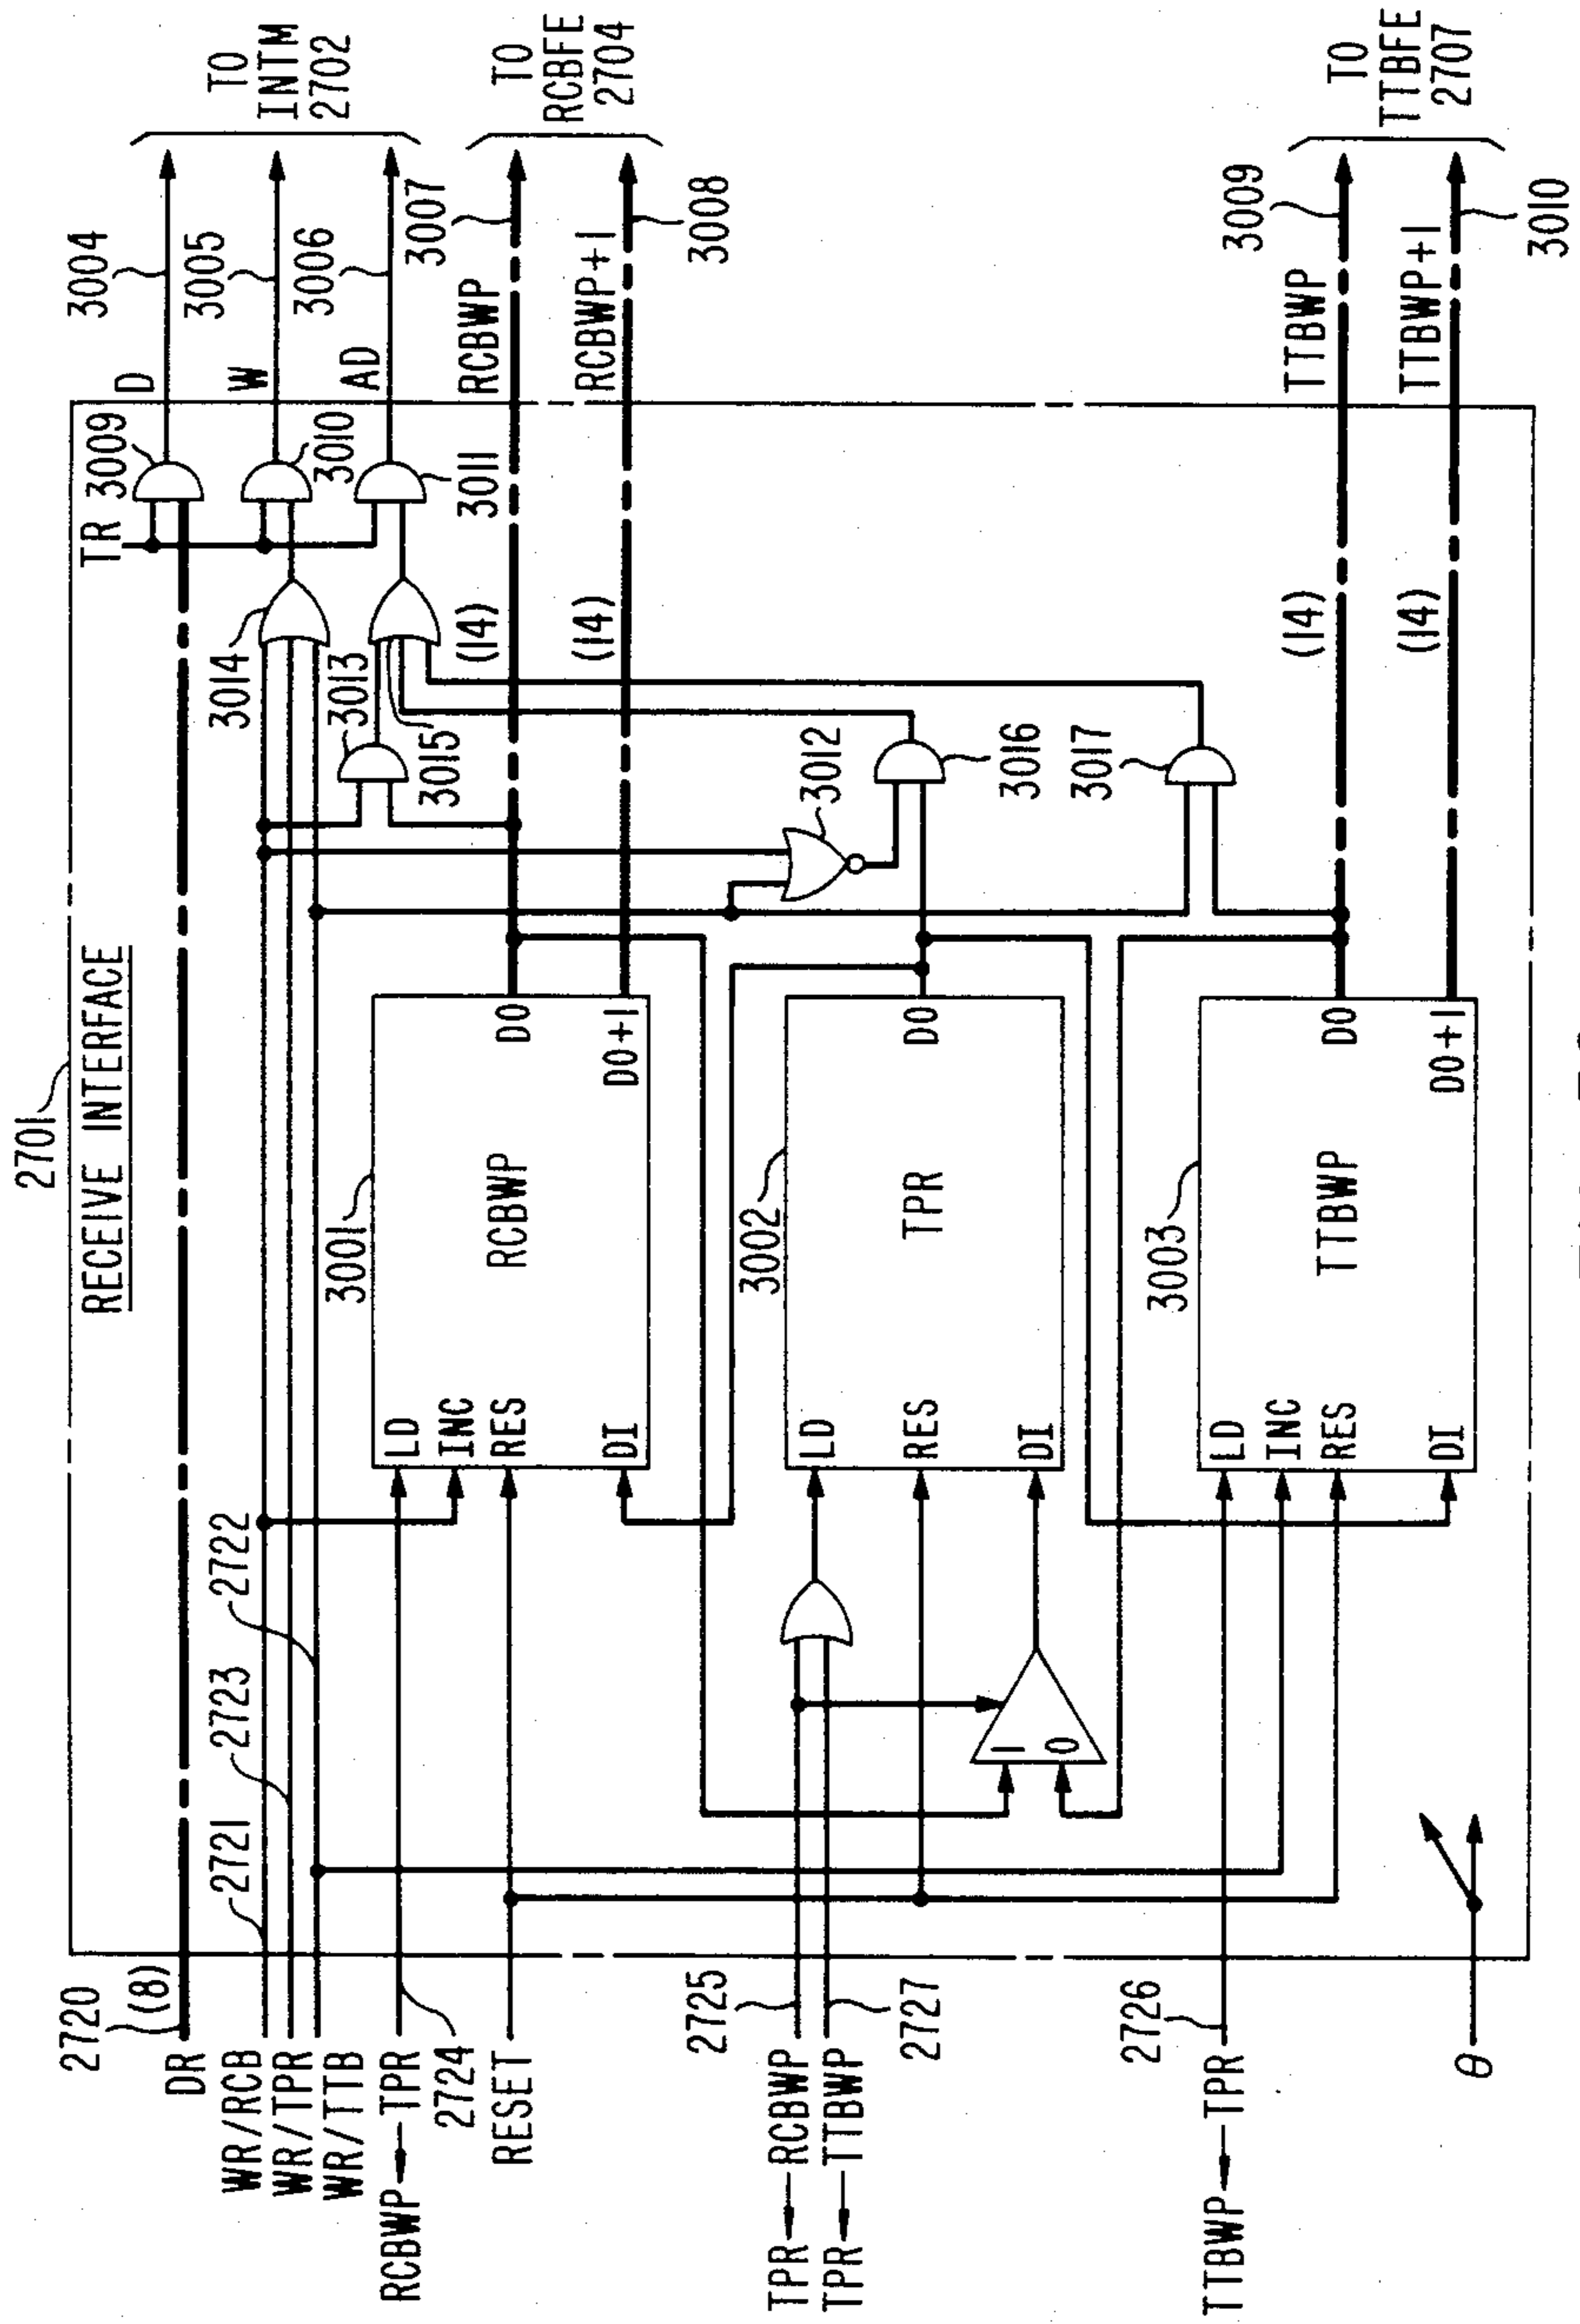 2701
RECEIVE INTERFACE
2720
(8)
DR
2721
2723
2722
WR/RCB
WR/TPR
WR/TTB
RCBWP←TPR
2724
RESET
2725
TPR←RCBWP
TPR←TTBWP
2727
2726
TTBWP←TPR
θ
3001
LD
INC
RES
DI
RCBWP
DO
DO+1
3002
LD
RES
DI
TPR
DO
1
0
3003
LD
INC
RES
DI
TTBWP
DO
DO+1
3014
3013
3015
3012
3016
3017
TR
3009
3010
3011
(14)
(14)
(14)
(14)
D
W
AD
3004
3005
3006
RCBWP
3007
RCBWP+1
3008
TTBWP
3009
TTBWP+1
3010
TO
INTM
2702
TO
RCBFE
2704
TO
TTBFE
2707